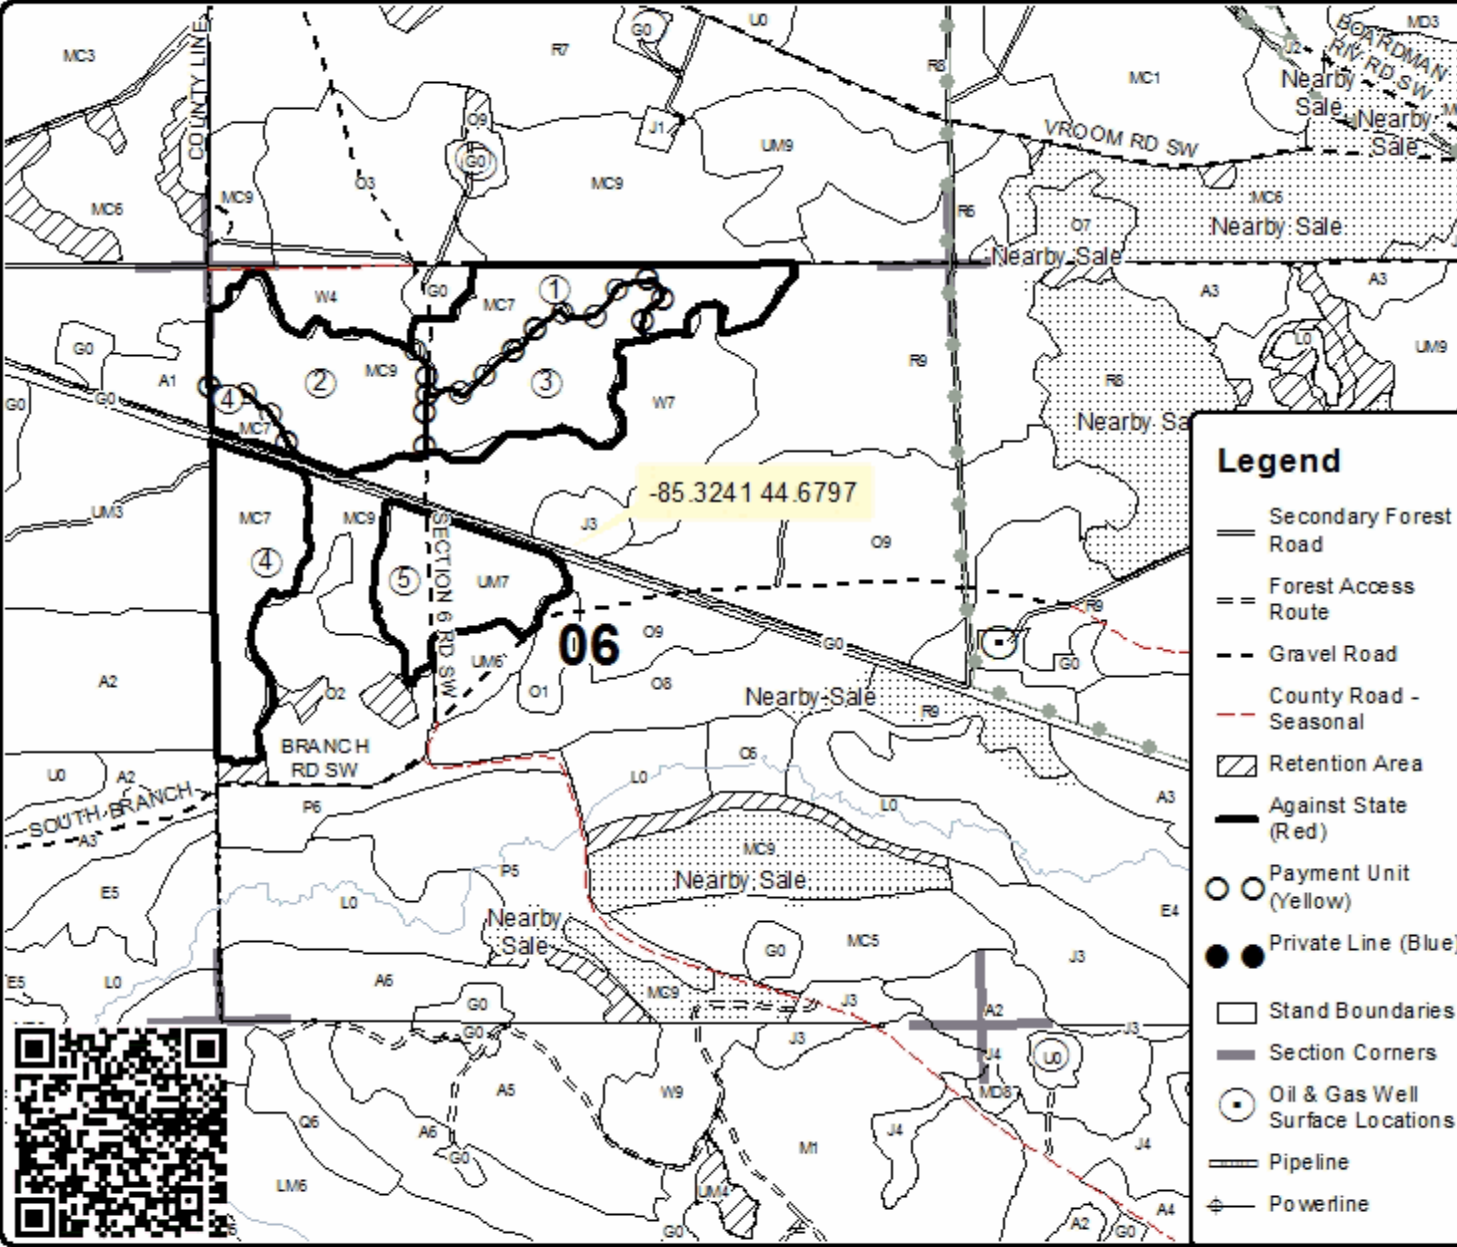 MC3
COUNTY LINE
R7
G0
U0
R8
MC1
J2
MD3
BOARDMAN
RIV RD SW
Nearby
Sale
Nearby
Sale
O9
J1
G0
UM9
VROOM RD SW
O3
MC9
MC9
MC6
R6
MC6
O7
Nearby Sale
Nearby Sale
W4
G0
MC7
1
A3
A3
G0
MC9
2
3
R9
L0
UM9
A1
G0
G0
4
MC7
W7
R8
Nearby Sa
-85.3241 44.6797
J3
UM3
MC7
MC9
SECTION 6 RD SW
4
5
UM7
O9
R9
06
O9
G0
G0
A2
O2
UM6
O1
O8
Nearby Sale
R9
BRANCH
RD SW
U0
A2
L0
O6
L0
A3
SOUTH BRANCH
A3
P6
MC9
Nearby Sale
P5
E5
L0
Nearby
Sale
E4
G0
MC5
J3
E5
L0
A6
MC9
G0
J3
A2
G0
J3
J3
J4
U0
A5
W9
MD8
Q6
A6
J4
M1
J4
G0
LM6
UM4
A4
A2
G0
G0
Legend
Secondary Forest
Road
Forest Access
Route
Gravel Road
County Road -
Seasonal
Retention Area
Against State
(Red)
Payment Unit
(Yellow)
Private Line (Blue)
Stand Boundaries
Section Corners
Oil & Gas Well
Surface Locations
Pipeline
Powerline